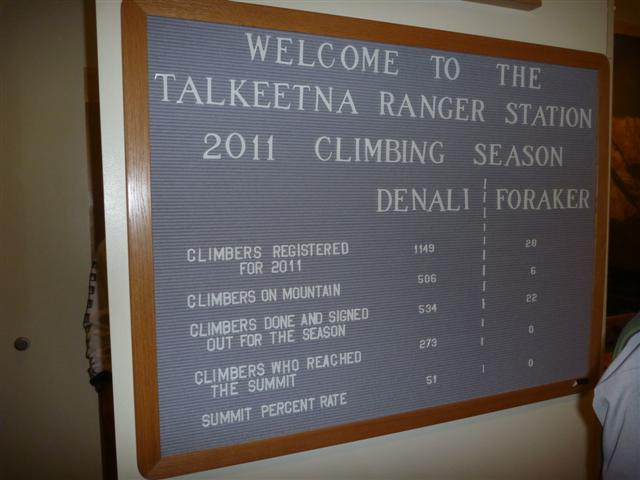 WELCOME TO THE
TALKEETNA RANGER STATION
2011 CLIMBING SEASON
DENALI FORAKER
CLIMBERS REGISTERED 1149 28
FOR 2011
CLIMBERS ON MOUNTAIN 506 6
CLIMBERS DONE AND SIGNED 534 22
OUT FOR THE SEASON
CLIMBERS WHO REACHED 273 0
THE SUMMIT
SUMMIT PERCENT RATE 51 0